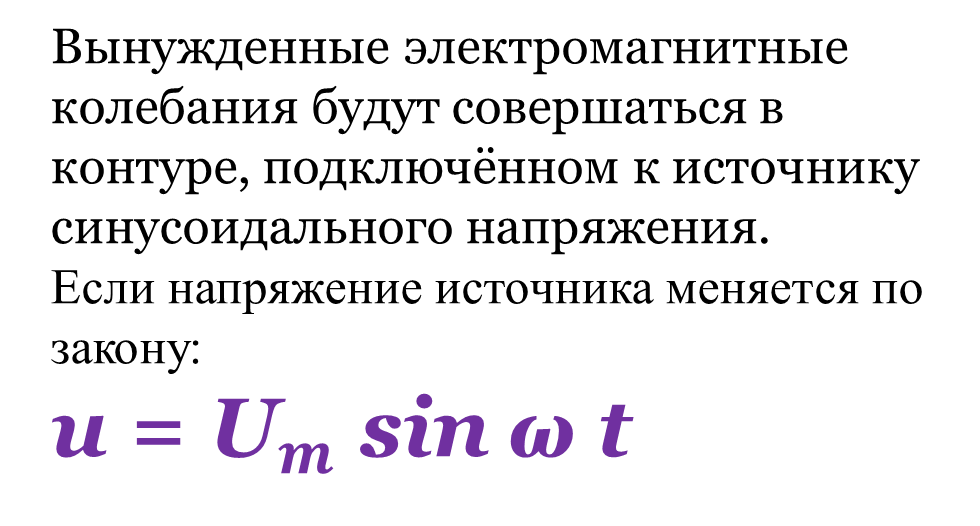 Вынужденные электромагнитные
колебания будут совершаться в
контуре, подключённом к источнику
синусоидального напряжения.
Если напряжение источника меняется по
закону:
u = Uₘ sin ω t